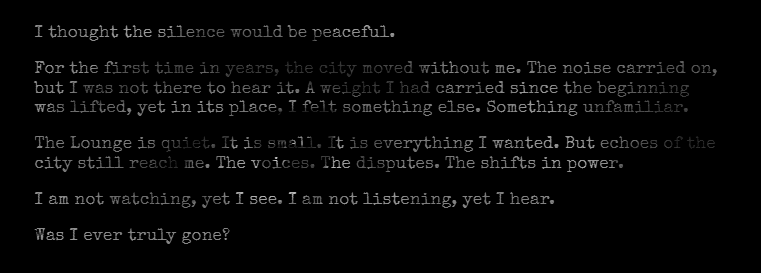 I thought the silence would be peaceful.
For the first time in years, the city moved without me. The noise carried on,
but I was not there to hear it. A weight I had carried since the beginning
was lifted, yet in its place, I felt something else. Something unfamiliar.
The Lounge is quiet. It is small. It is everything I wanted. But echoes of the
city still reach me. The voices. The disputes. The shifts in power.
I am not watching, yet I see. I am not listening, yet I hear.
Was I ever truly gone?